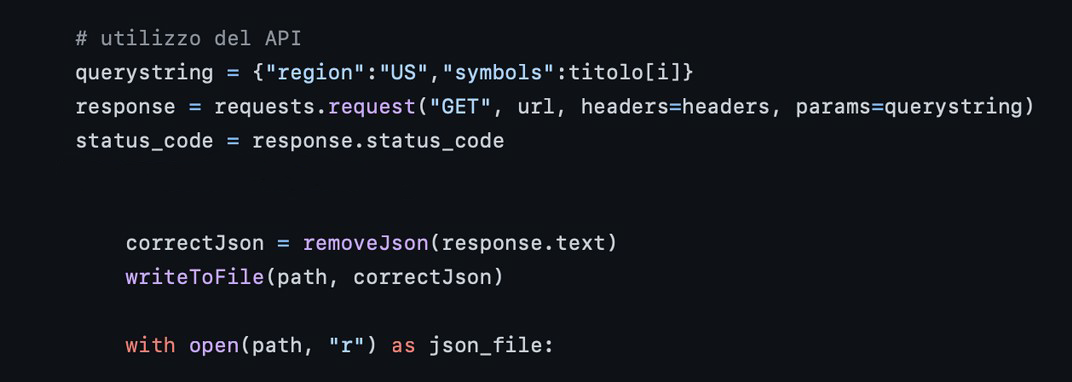 # utilizzo del API
querystring = {"region":"US","symbols":titolo[i]}
response = requests.request("GET", url, headers=headers, params=querystring)
status_code = response.status_code
correctJson = removeJson(response.text)
writeToFile(path, correctJson)
with open(path, "r") as json_file: